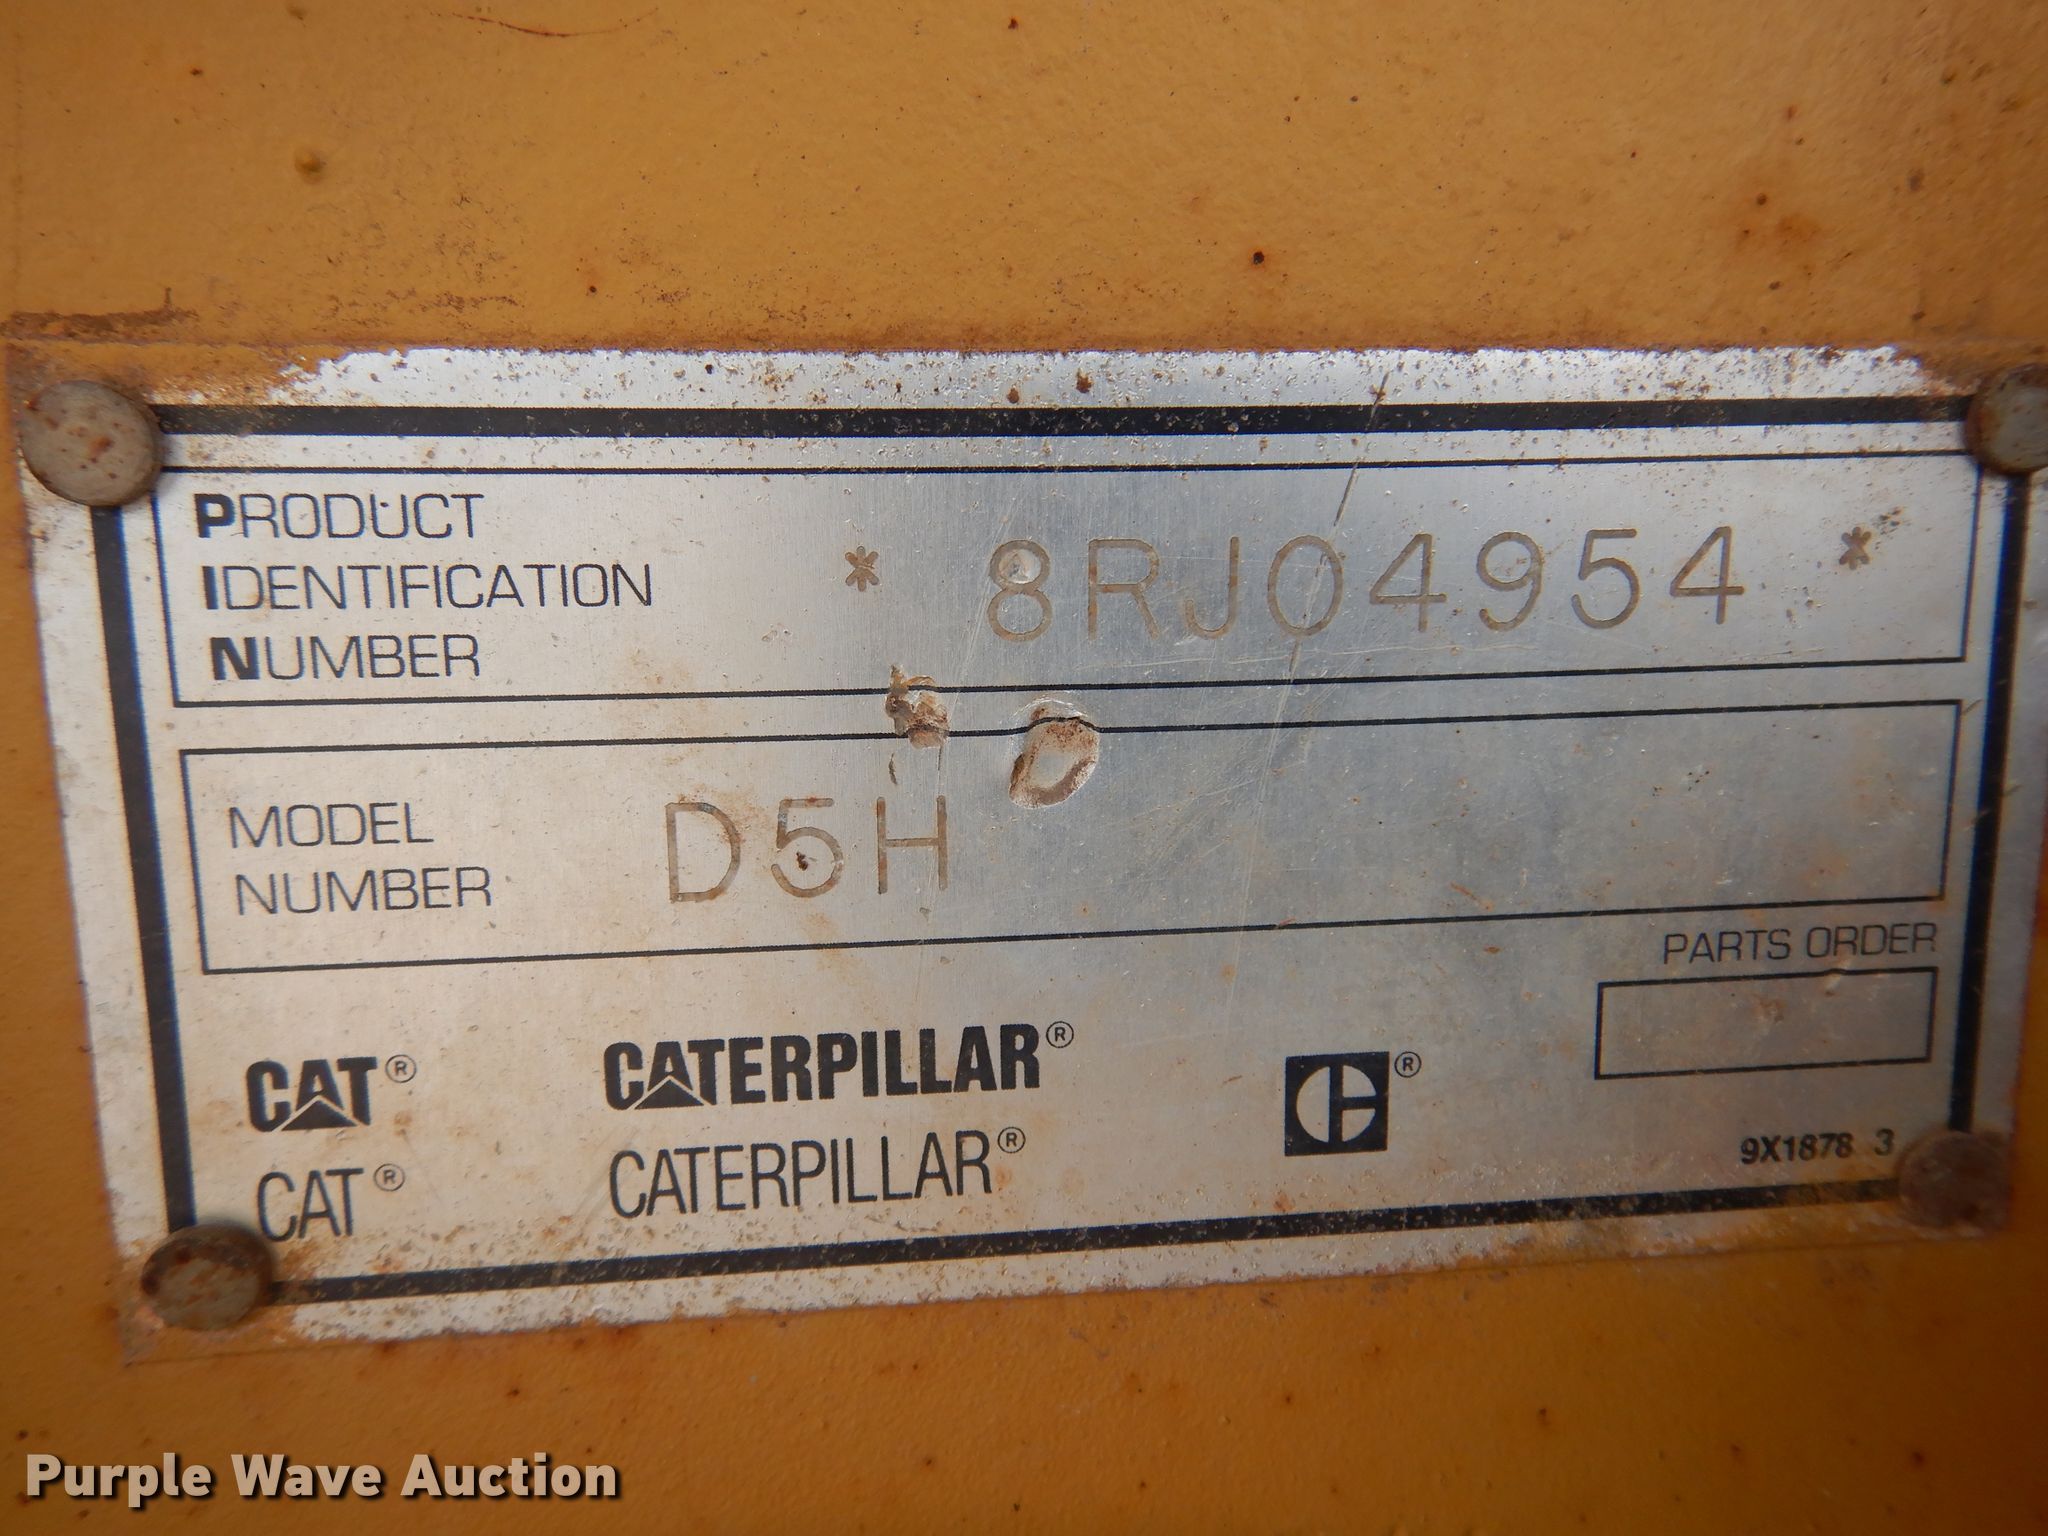 PRODUCT
IDENTIFICATION
NUMBER
* 8RJ04954 *
MODEL
NUMBER
D5H
PARTS ORDER
CAT® CATERPILLAR®
CAT® CATERPILLAR®
®
9X1878 3
Purple Wave Auction